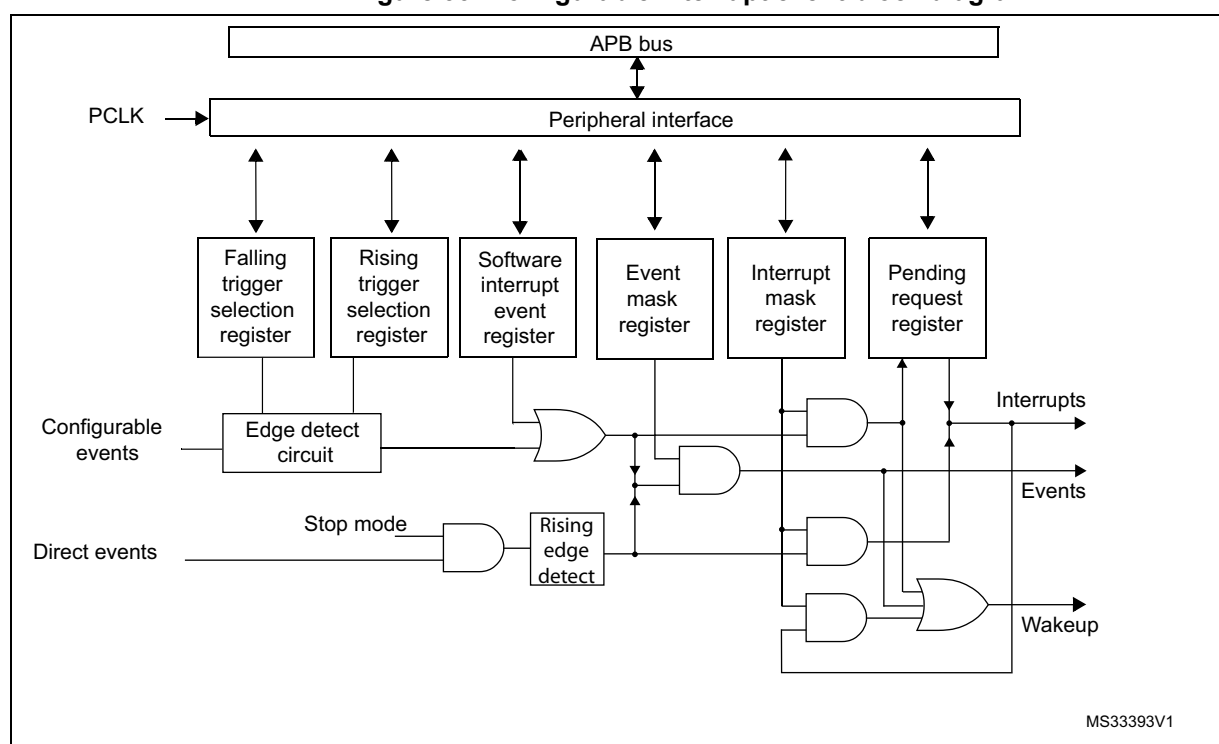 APB bus
PCLK
Peripheral interface
Falling
trigger
selection
register
Rising
trigger
selection
register
Software
interrupt
event
register
Event
mask
register
Interrupt
mask
register
Pending
request
register
Configurable
events
Edge detect
circuit
Interrupts
Events
Stop mode
Rising
edge
detect
Direct events
Wakeup
MS33393V1